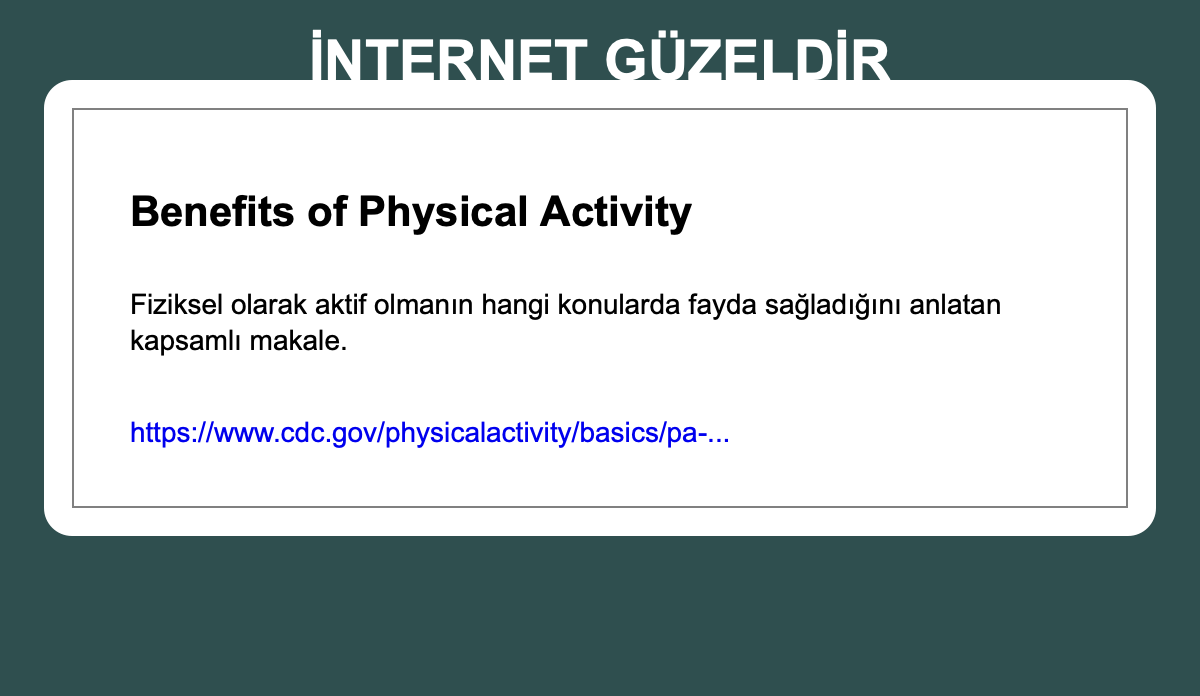 İNTERNET GÜZELDİR
Benefits of Physical Activity
Fiziksel olarak aktif olmanın hangi konularda fayda sağladığını anlatan
kapsamlı makale.
https://www.cdc.gov/physicalactivity/basics/pa-...